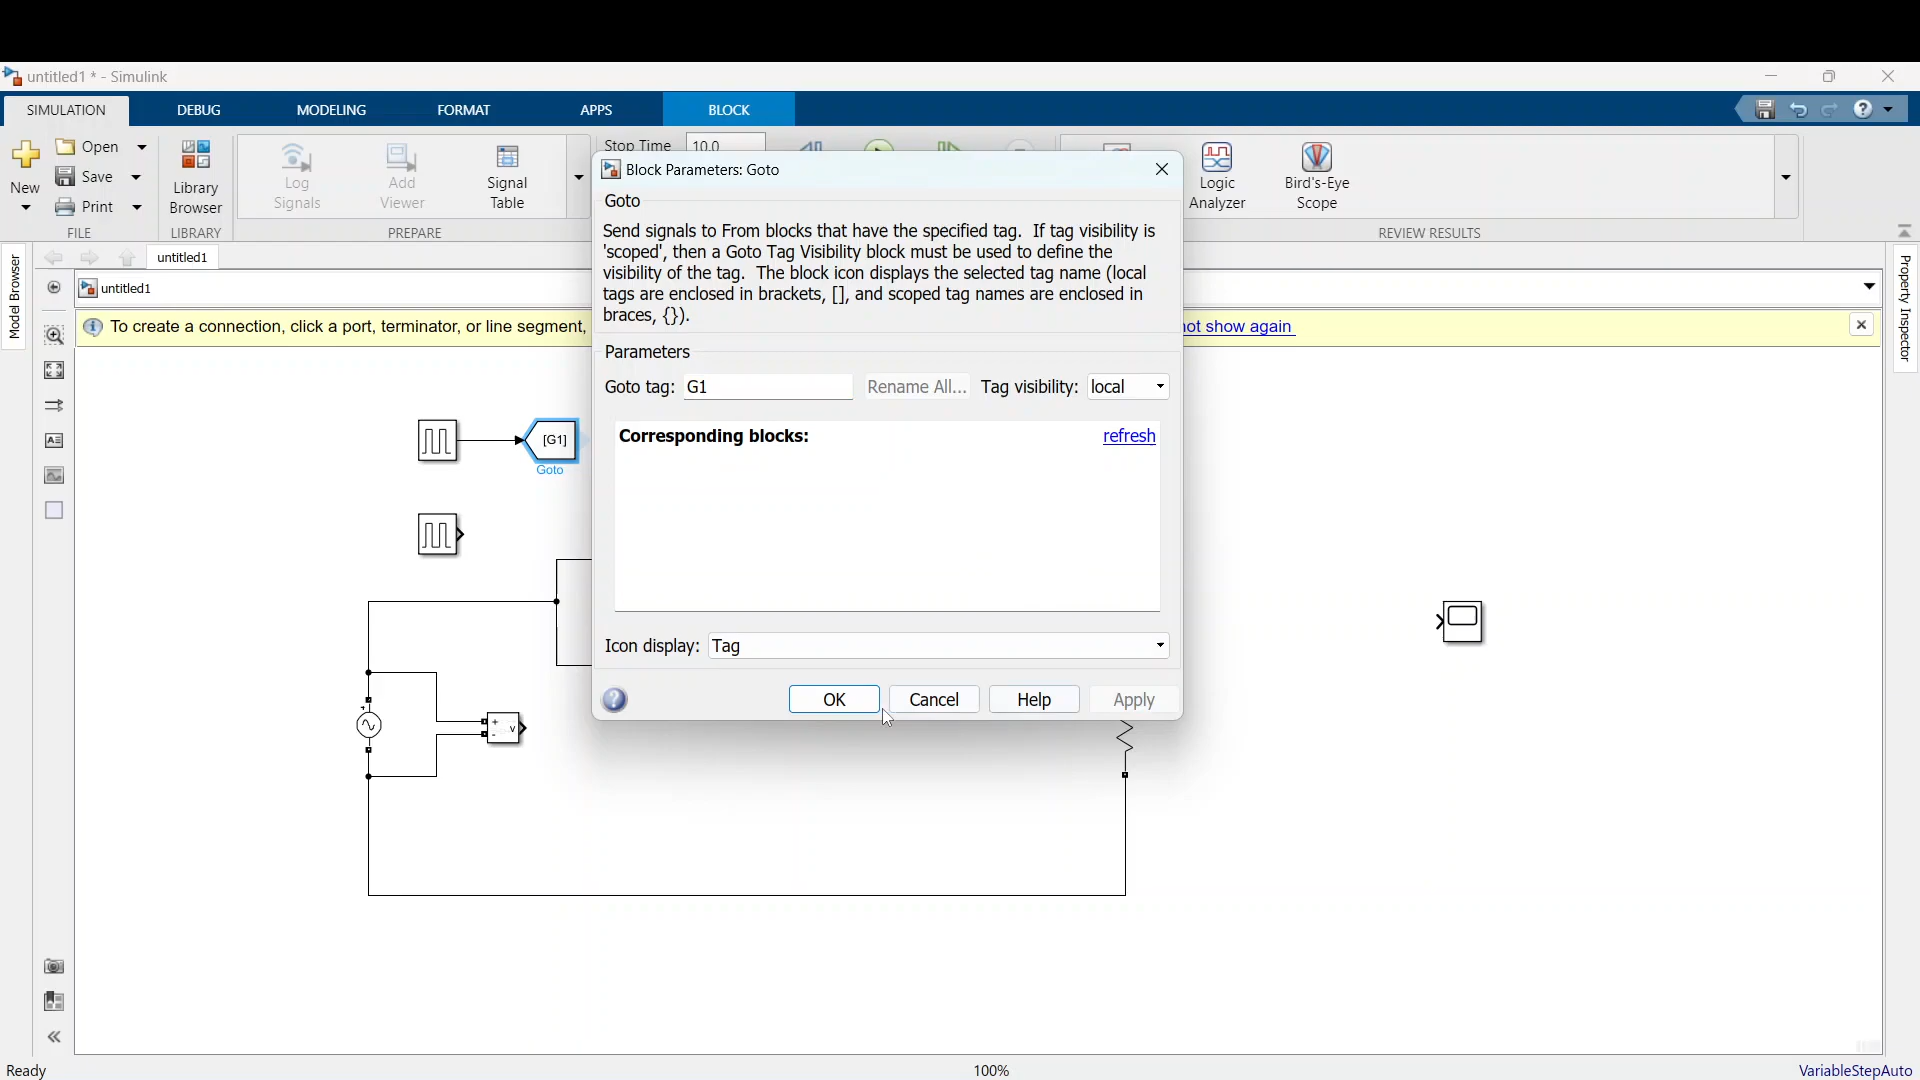 untitled1 * - Simulink
SIMULATION DEBUG MODELING FORMAT APPS BLOCK
New
Open
Save
Print
FILE
Library
Browser
LIBRARY
Log
Signals
Add
Viewer
Signal
Table
PREPARE
Stop Time 10.0
Logic
Analyzer
Bird's-Eye
Scope
REVIEW RESULTS
Model Browser
untitled1
untitled1
To create a connection, click a port, terminator, or line segment,
not show again
Property Inspector
Block Parameters: Goto
Goto
Send signals to From blocks that have the specified tag. If tag visibility is
'scoped', then a Goto Tag Visibility block must be used to define the
visibility of the tag. The block icon displays the selected tag name (local
tags are enclosed in brackets, [], and scoped tag names are enclosed in
braces, {}).
Parameters
Goto tag: G1 Rename All... Tag visibility: local
Corresponding blocks: refresh
Icon display: Tag
OK Cancel Help Apply
[G1]
Goto
+
+ v
-
Ready 100% VariableStepAuto